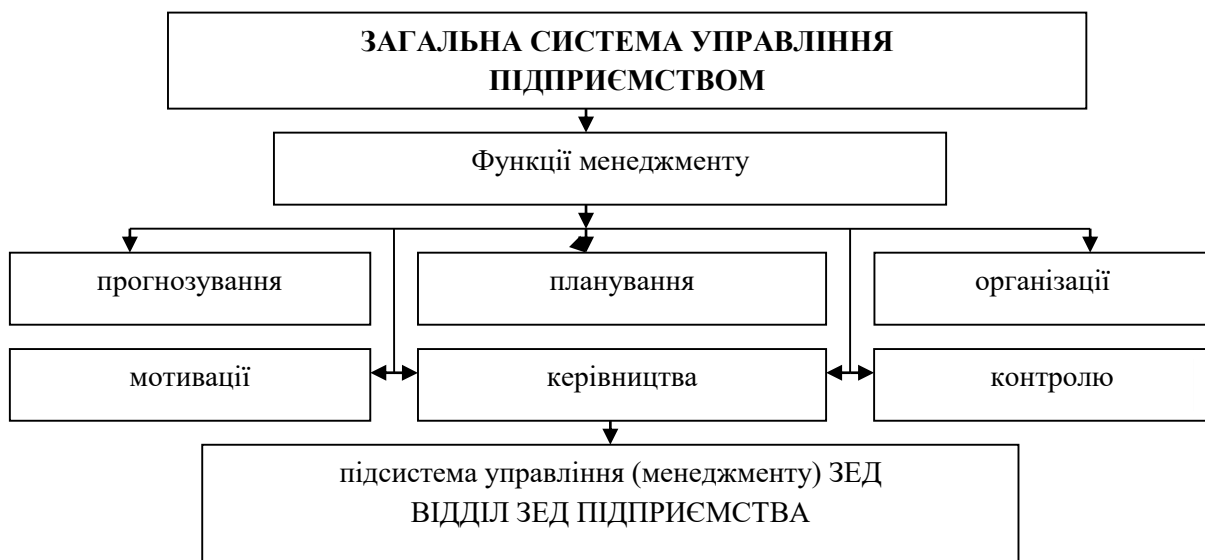 ЗАГАЛЬНА СИСТЕМА УПРАВЛІННЯ
ПІДПРИЄМСТВОМ
Функції менеджменту
прогнозування
планування
організації
мотивації
керівництва
контролю
підсистема управління (менеджменту) ЗЕД
ВІДДІЛ ЗЕД ПІДПРИЄМСТВА